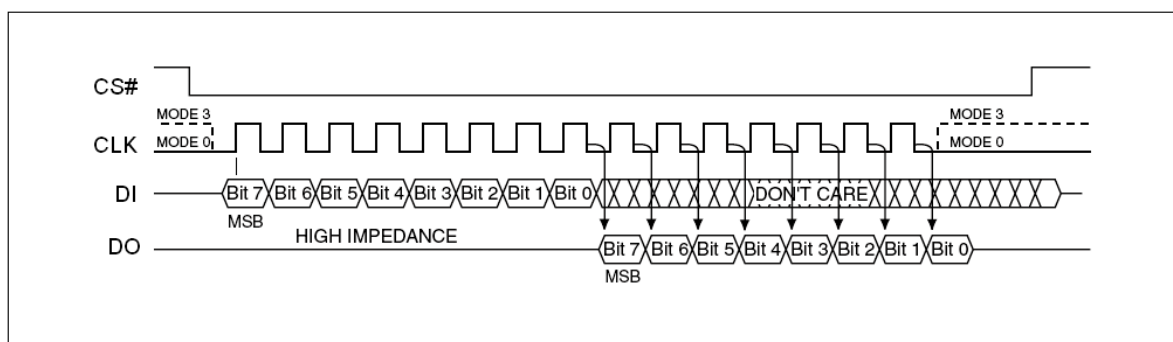 CS#
MODE 3 MODE 3
CLK MODE 0 MODE 0
DI Bit 7 Bit 6 Bit 5 Bit 4 Bit 3 Bit 2 Bit 1 Bit 0 DON'T CARE
MSB
HIGH IMPEDANCE
DO Bit 7 Bit 6 Bit 5 Bit 4 Bit 3 Bit 2 Bit 1 Bit 0
MSB